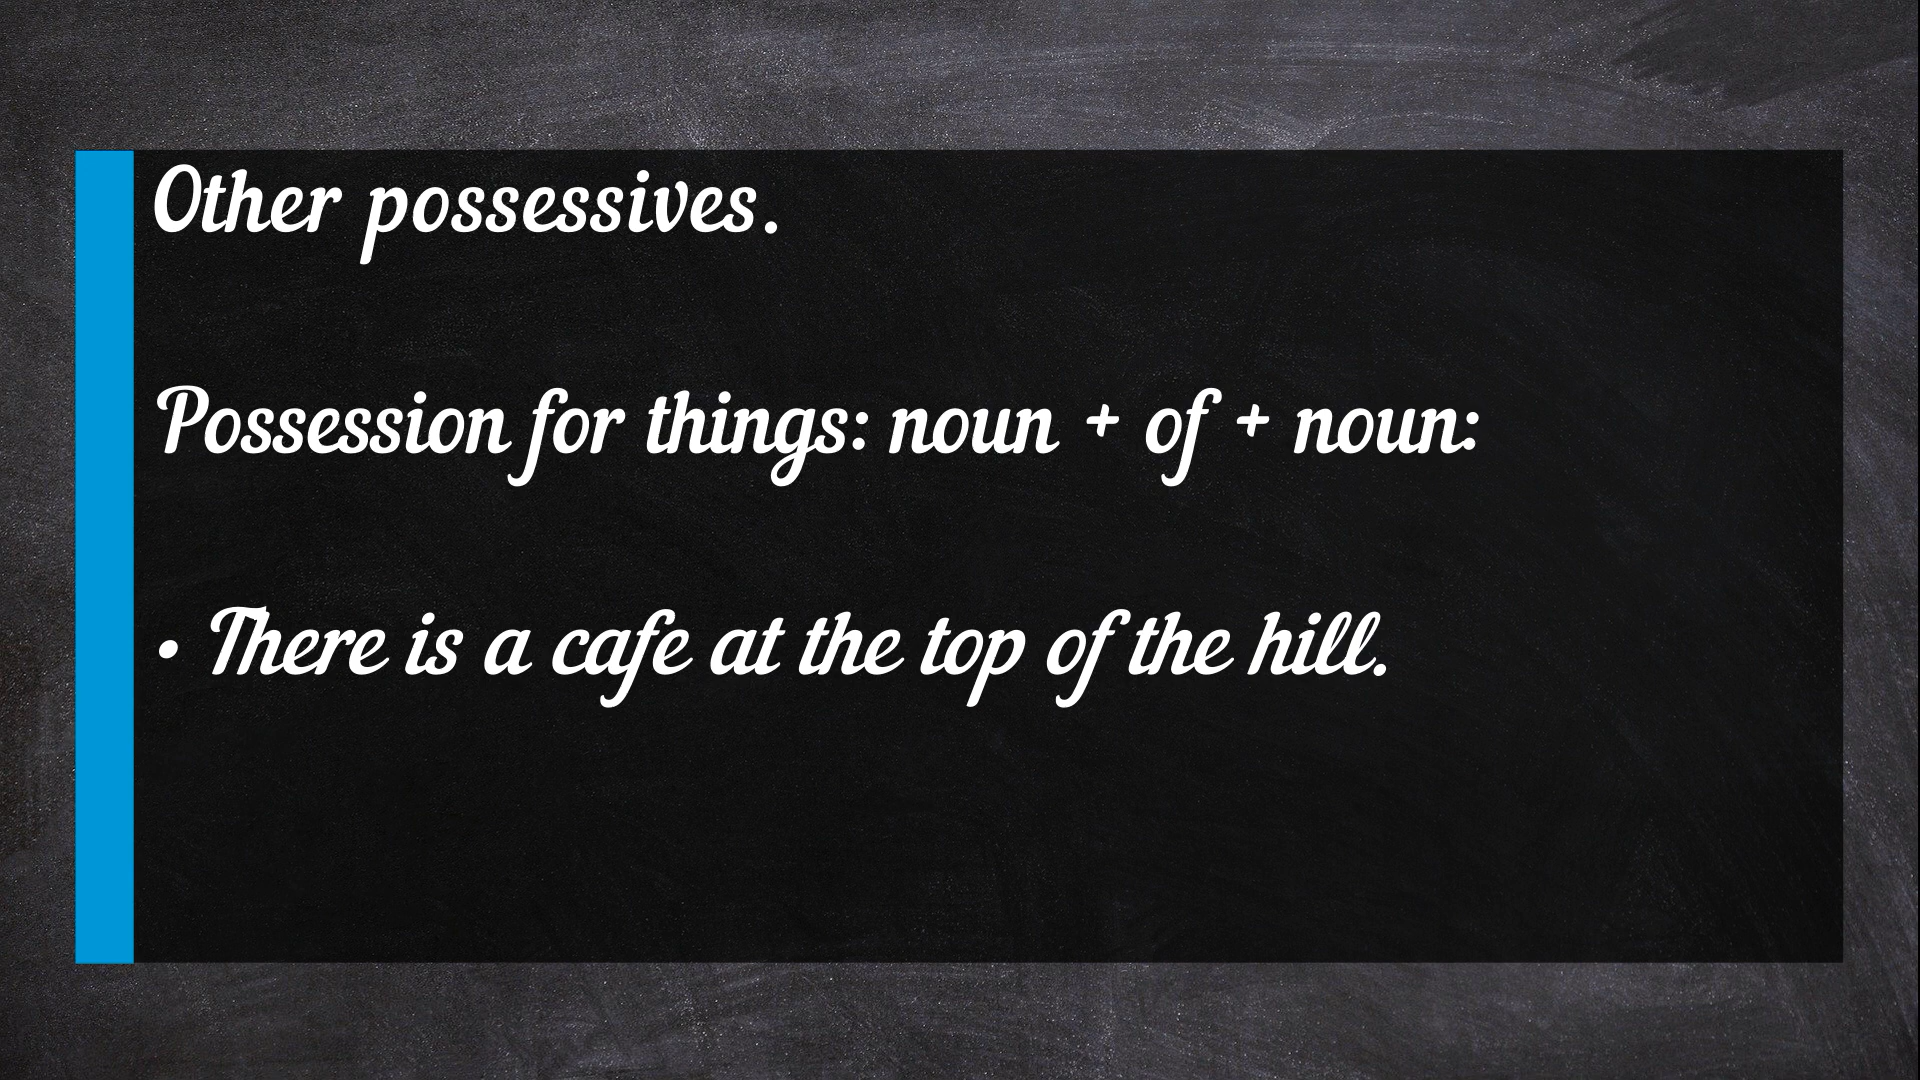 Other possessives.
Possession for things: noun + of + noun:
• There is a cafe at the top of the hill.